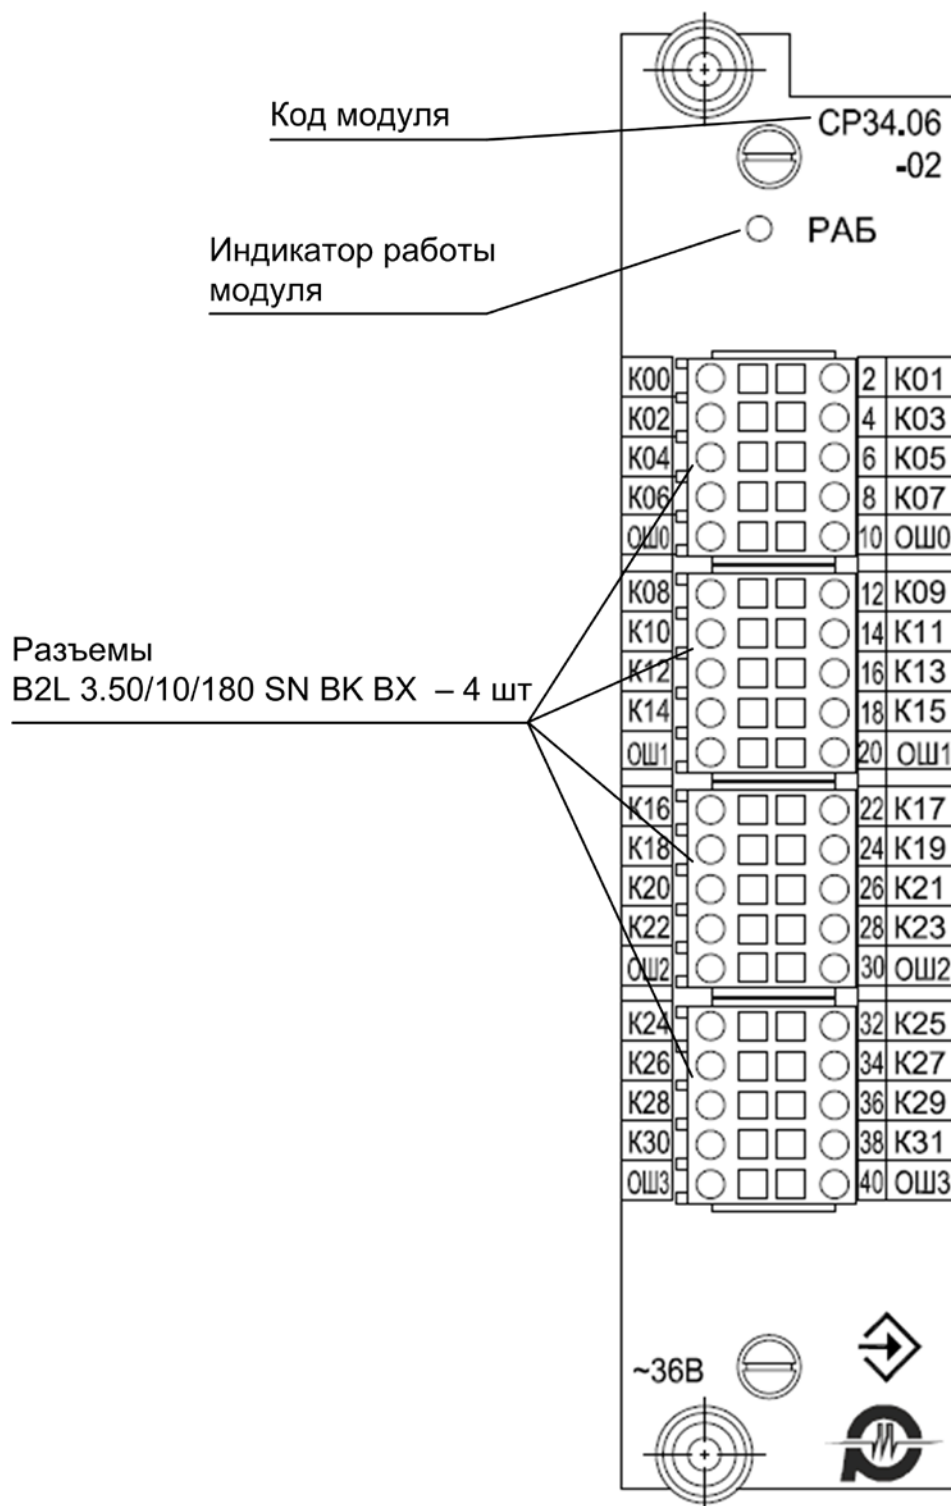 Код модуля
СР34.06
-02
Индикатор работы
модуля
РАБ
К00 2 К01
К02 4 К03
К04 6 К05
К06 8 К07
ОШ0 10 ОШ0
К08 12 К09
К10 14 К11
К12 16 К13
К14 18 К15
ОШ1 20 ОШ1
Разъемы
B2L 3.50/10/180 SN BK BX – 4 шт
К16 22 К17
К18 24 К19
К20 26 К21
К22 28 К23
ОШ2 30 ОШ2
К24 32 К25
К26 34 К27
К28 36 К29
К30 38 К31
ОШ3 40 ОШ3
~36В